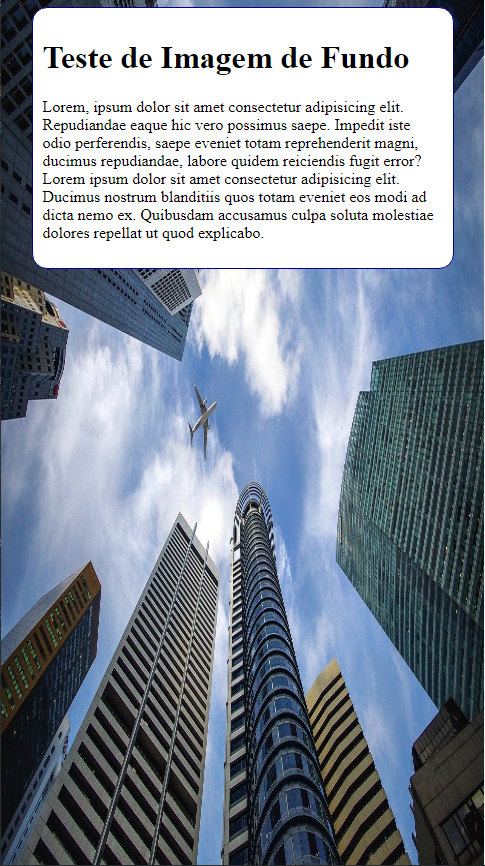 Teste de Imagem de Fundo
Lorem, ipsum dolor sit amet consectetur adipisicing elit.
Repudiandae eaque hic vero possimus saepe. Impedit iste
odio perferendis, saepe eveniet totam reprehenderit magni,
ducimus repudiandae, labore quidem reiciendis fugit error?
Lorem ipsum dolor sit amet consectetur adipisicing elit.
Ducimus nostrum blanditiis quos totam eveniet eos modi ad
dicta nemo ex. Quibusdam accusamus culpa soluta molestiae
dolores repellat ut quod explicabo.